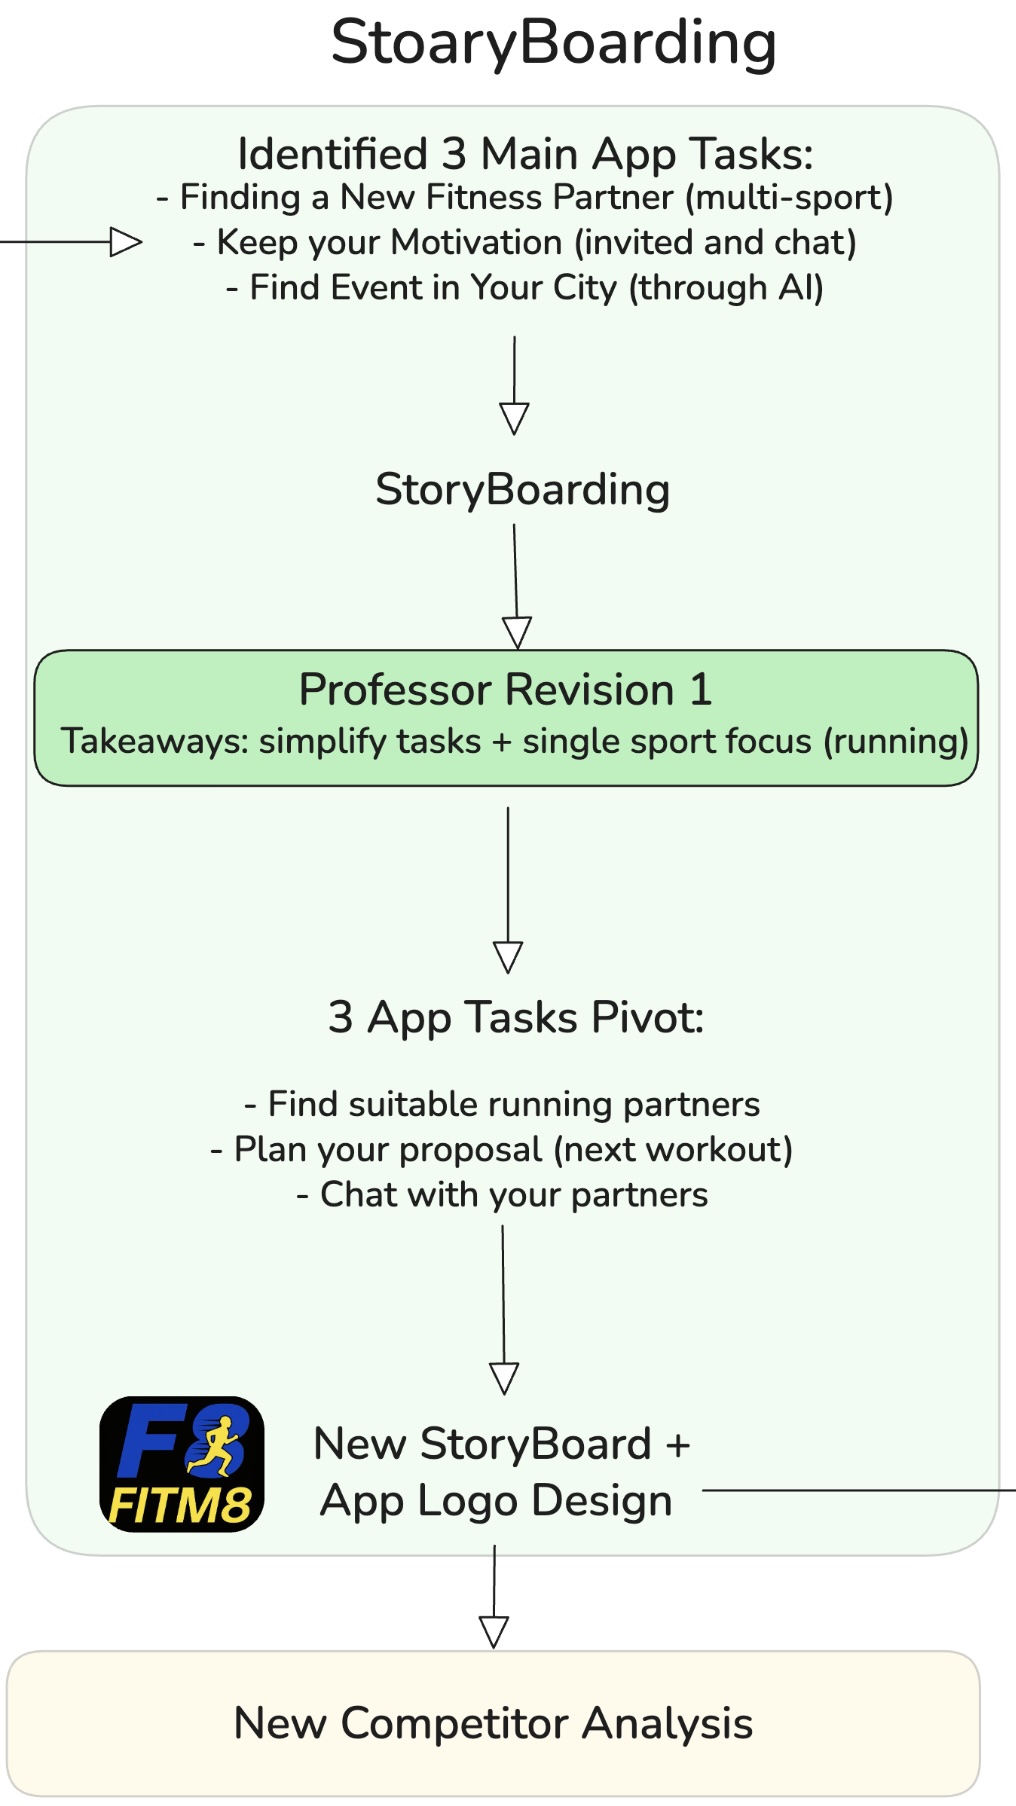 StoaryBoarding
Identified 3 Main App Tasks:
- Finding a New Fitness Partner (multi-sport)
- Keep your Motivation (invited and chat)
- Find Event in Your City (through AI)
StoryBoarding
Professor Revision 1
Takeaways: simplify tasks + single sport focus (running)
3 App Tasks Pivot:
- Find suitable running partners
- Plan your proposal (next workout)
- Chat with your partners
F8
FITM8
New StoryBoard +
App Logo Design
New Competitor Analysis